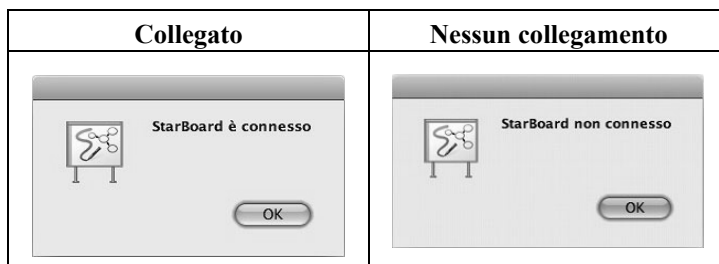 Collegato
Nessun collegamento
StarBoard è connesso
OK
StarBoard non connesso
OK